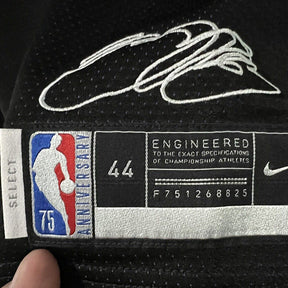 SELECT
75
ANNIVERSARY
44
ENGINEERED
TO THE EXACT SPECIFICATIONS
OF CHAMPIONSHIP ATHLETES
F751268825